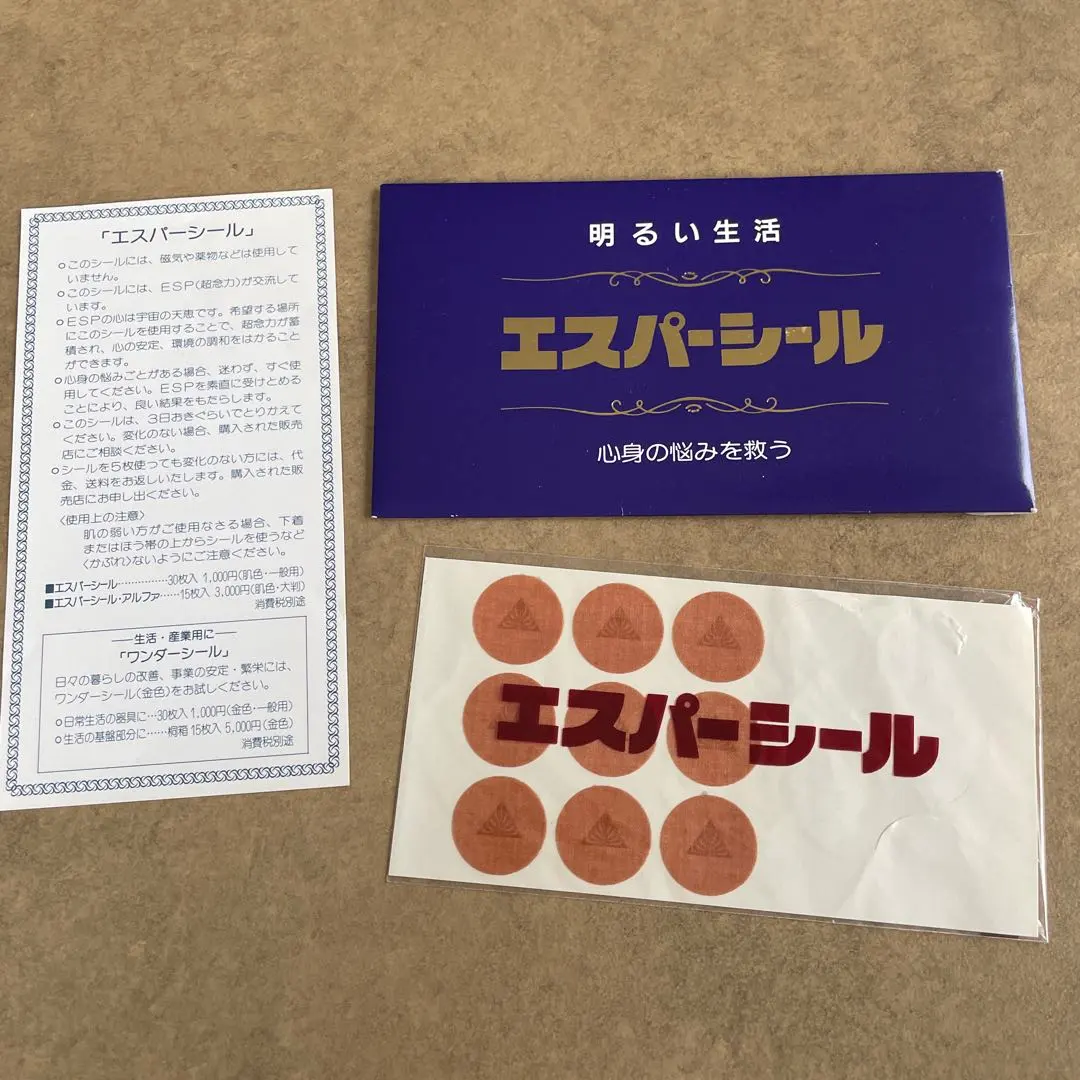 「エスパーシール」
○このシールには、磁気や薬物などは使用して
いません。
○このシールには、ESP(超念力)が交流して
います。
○ESPの心は宇宙の天恵です。希望する場所
にこのシールを使用することで、超念力が蓄
積され、心の安定、環境の調和をはかること
ができます。
○心身の悩みごとがある場合、迷わず、すぐ使
用してください。ESPを素直に受けとめる
ことにより、良い結果をもたらします。
○このシールは、3日おきぐらいでとりかえて
ください。変化のない場合、購入された販売
店にご相談ください。
○シールを5枚使っても変化のない方には、代
金、送料をお返しいたします。購入された販
売店にお申し出ください。
〈使用上の注意〉
肌の弱い方がご使用なさる場合、下着
またはほう帯の上からシールを使うなど
〈かぶれ〉ないようにご注意ください。
■エスパーシール……………30枚入 1,000円(肌色・一般用)
■エスパーシール・アルファ……15枚入 3,000円(肌色・大判)
消費税別途
―生活・産業用に―
「ワンダーシール」
日々の暮らしの改善、事業の安定・繁栄には、
ワンダーシール(金色)をお試しください。
○日常生活の器具に…30枚入 1,000円(金色・一般用)
○生活の基盤部分に……桐箱 15枚入 5,000円(金色)
消費税別途
明るい生活
エスパーシール
心身の悩みを救う
エスパーシール